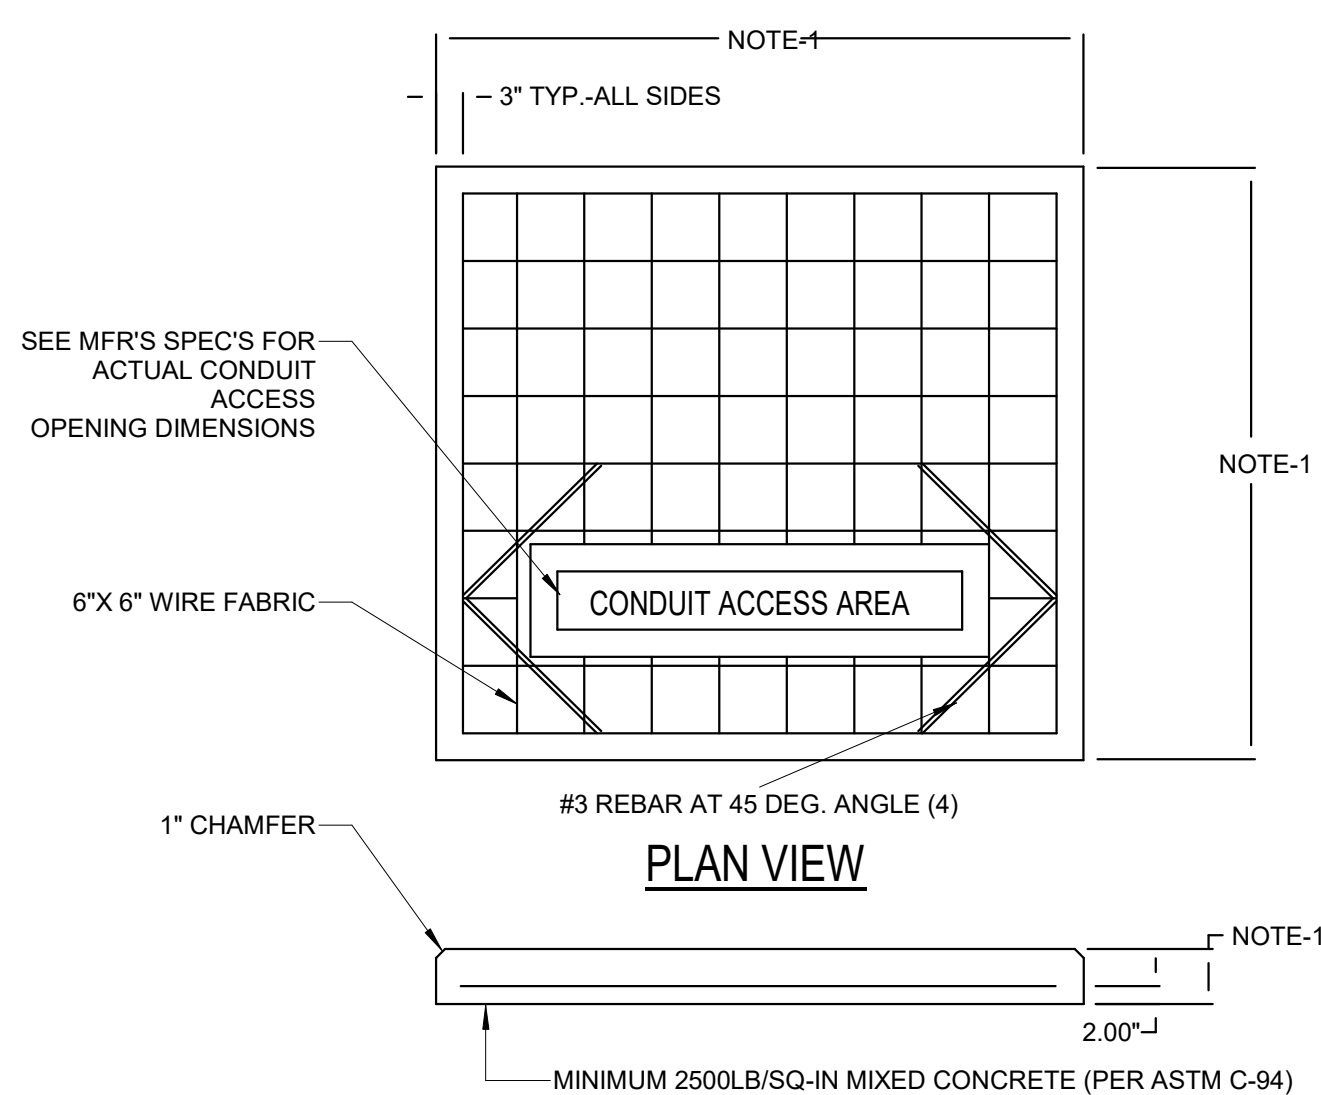 NOTE-1
3" TYP.-ALL SIDES
SEE MFR'S SPEC'S FOR
ACTUAL CONDUIT
ACCESS
OPENING DIMENSIONS
NOTE-1
6"X 6" WIRE FABRIC
CONDUIT ACCESS AREA
#3 REBAR AT 45 DEG. ANGLE (4)
1" CHAMFER
PLAN VIEW
NOTE-1
2.00"
MINIMUM 2500LB/SQ-IN MIXED CONCRETE (PER ASTM C-94)